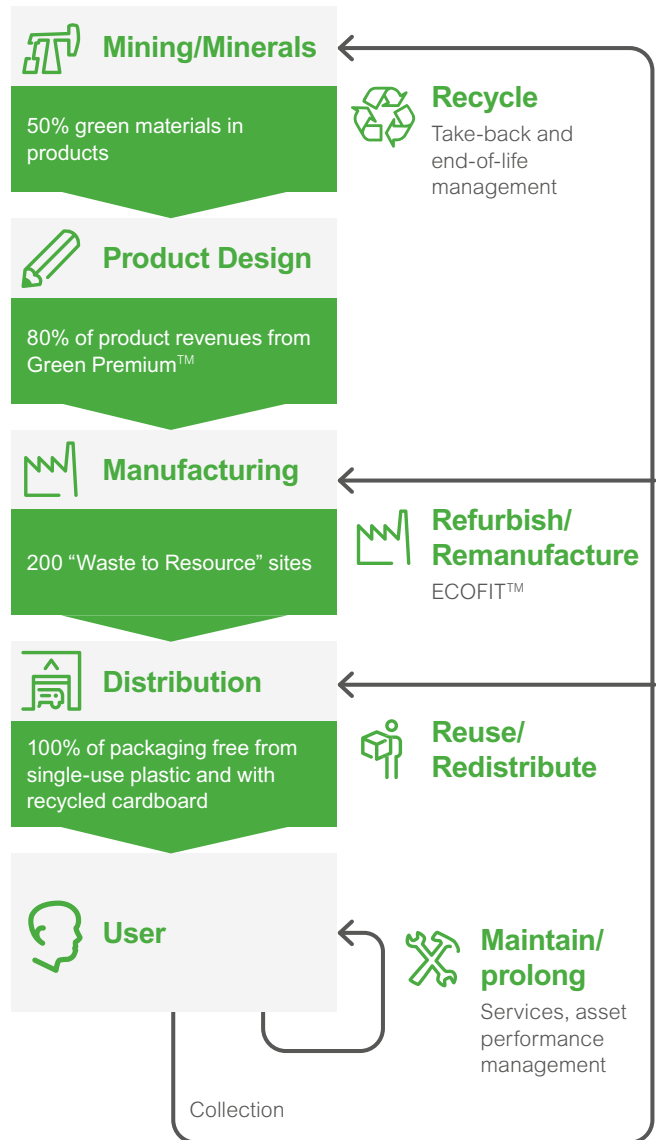 Mining/Minerals
50% green materials in
products
Recycle
Take-back and
end-of-life
management
Product Design
80% of product revenues from
Green Premium™
Manufacturing
200 “Waste to Resource” sites
Refurbish/
Remanufacture
ECOFIT™
Distribution
100% of packaging free from
single-use plastic and with
recycled cardboard
Reuse/
Redistribute
User
Maintain/
prolong
Services, asset
performance
management
Collection